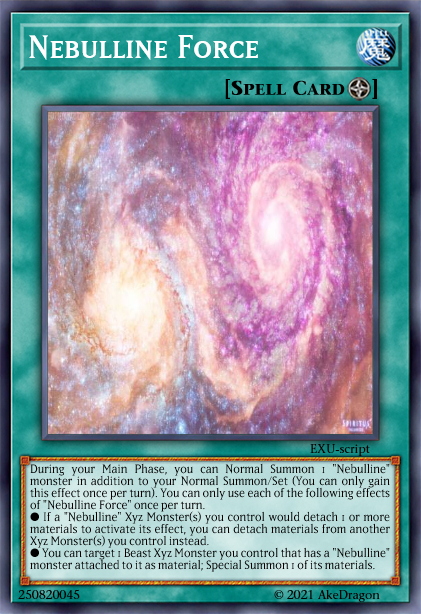 Nebulline Force
魔
[Spell Card]
Spiritus
EXU-script
During your Main Phase, you can Normal Summon 1 "Nebulline"
monster in addition to your Normal Summon/Set (You can only gain
this effect once per turn). You can only use each of the following effects
of "Nebulline Force" once per turn.
● If a "Nebulline" Xyz Monster(s) you control would detach 1 or more
materials to activate its effect, you can detach materials from another
Xyz Monster(s) you control instead.
● You can target 1 Beast Xyz Monster you control that has a "Nebulline"
monster attached to it as material; Special Summon 1 of its materials.
250820045
© 2021 AkeDragon